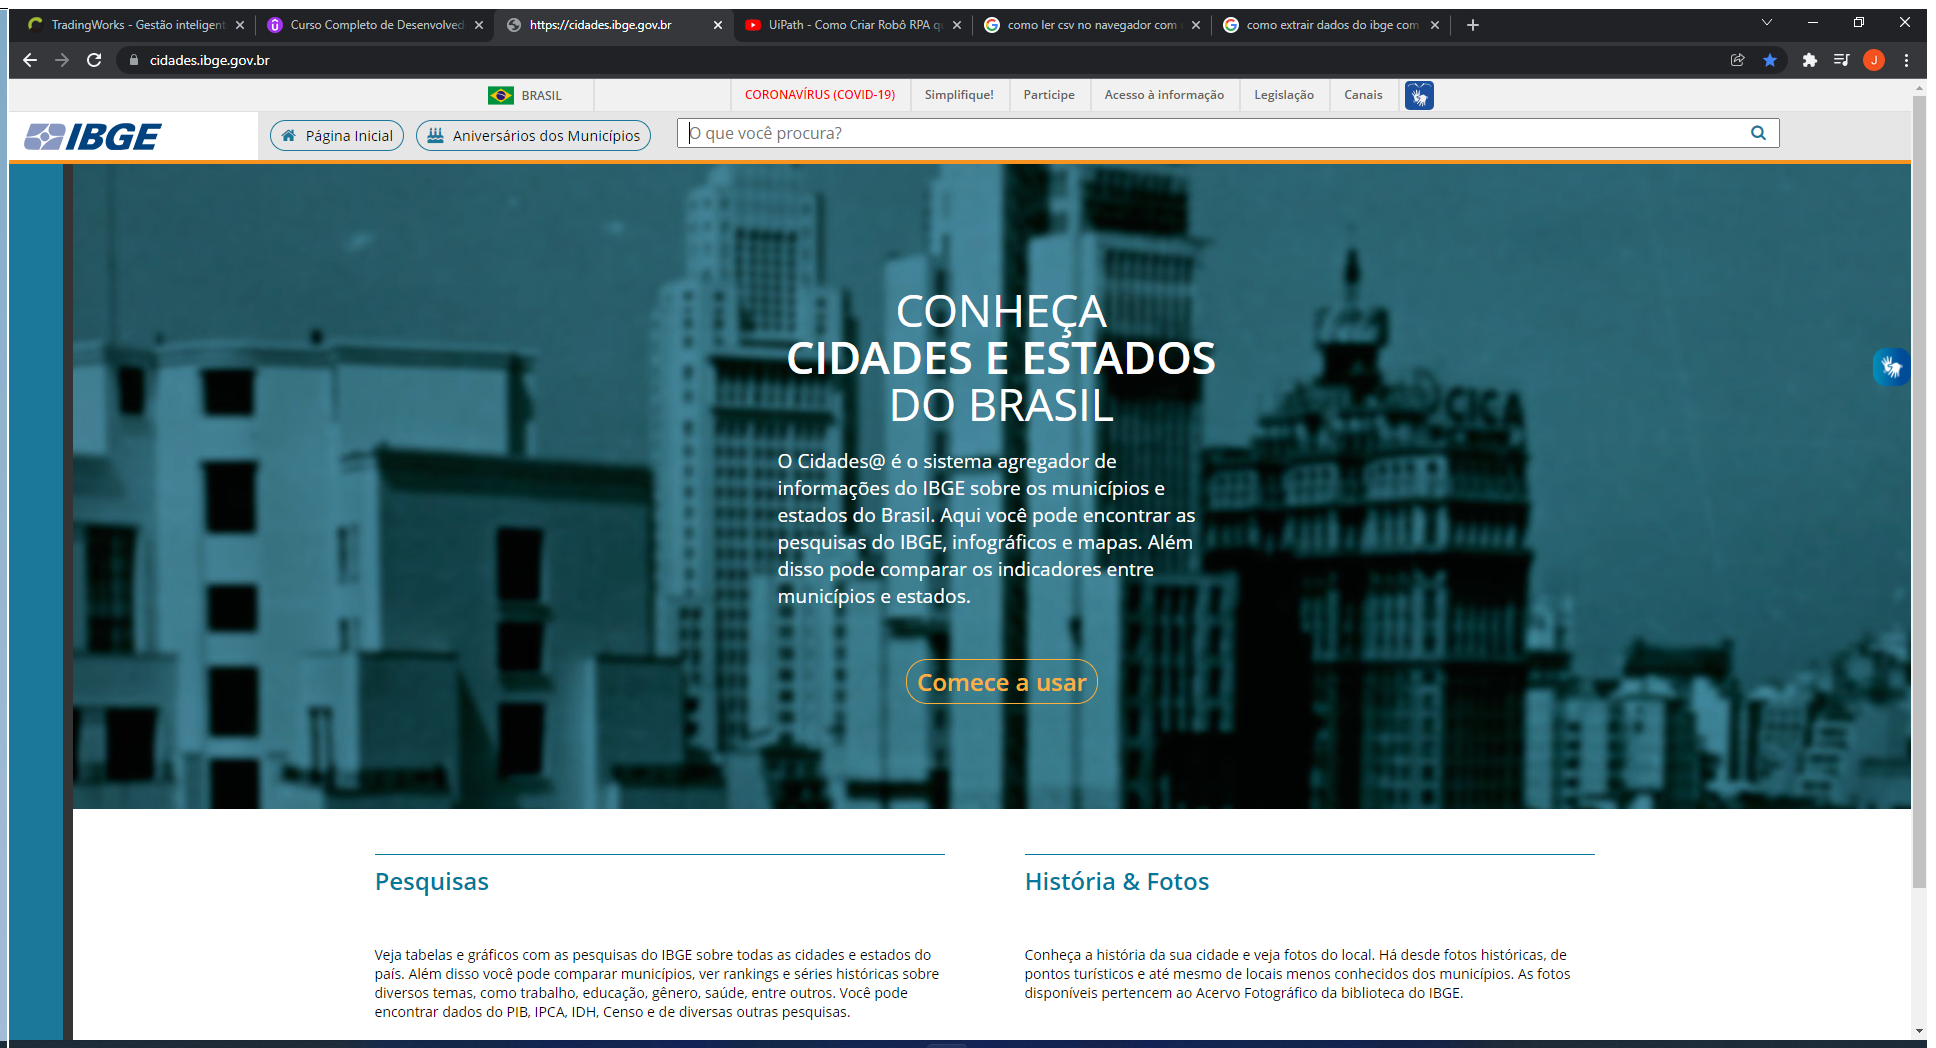 TradingWorks - Gestão inteligent
Curso Completo de Desenvolved
https://cidades.ibge.gov.br
UiPath - Como Criar Robô RPA q
como ler csv no navegador com
como extrair dados do ibge com
cidades.ibge.gov.br
J
BRASIL
CORONAVÍRUS (COVID-19)
Simplifique!
Participe
Acesso à informação
Legislação
Canais
IBGE
Página Inicial
Aniversários dos Municípios
O que você procura?
CONHEÇA
CIDADES E ESTADOS
DO BRASIL
CICA
O Cidades@ é o sistema agregador de
informações do IBGE sobre os municípios e
estados do Brasil. Aqui você pode encontrar as
pesquisas do IBGE, infográficos e mapas. Além
disso pode comparar os indicadores entre
municípios e estados.
Comece a usar
Pesquisas
Veja tabelas e gráficos com as pesquisas do IBGE sobre todas as cidades e estados do
país. Além disso você pode comparar municípios, ver rankings e séries históricas sobre
diversos temas, como trabalho, educação, gênero, saúde, entre outros. Você pode
encontrar dados do PIB, IPCA, IDH, Censo e de diversas outras pesquisas.
História & Fotos
Conheça a história da sua cidade e veja fotos do local. Há desde fotos históricas, de
pontos turísticos e até mesmo de locais menos conhecidos dos municípios. As fotos
disponíveis pertencem ao Acervo Fotográfico da biblioteca do IBGE.